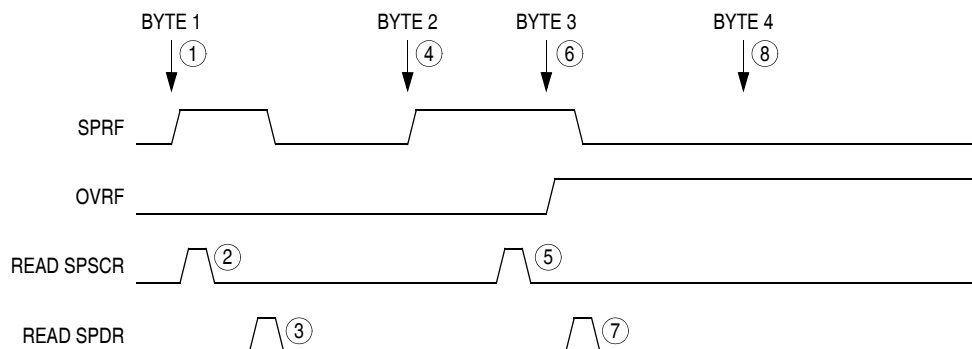 BYTE 1 BYTE 2 BYTE 3 BYTE 4
1 4 6 8
SPRF
OVRF
READ SPSCR 2 5
READ SPDR 3 7